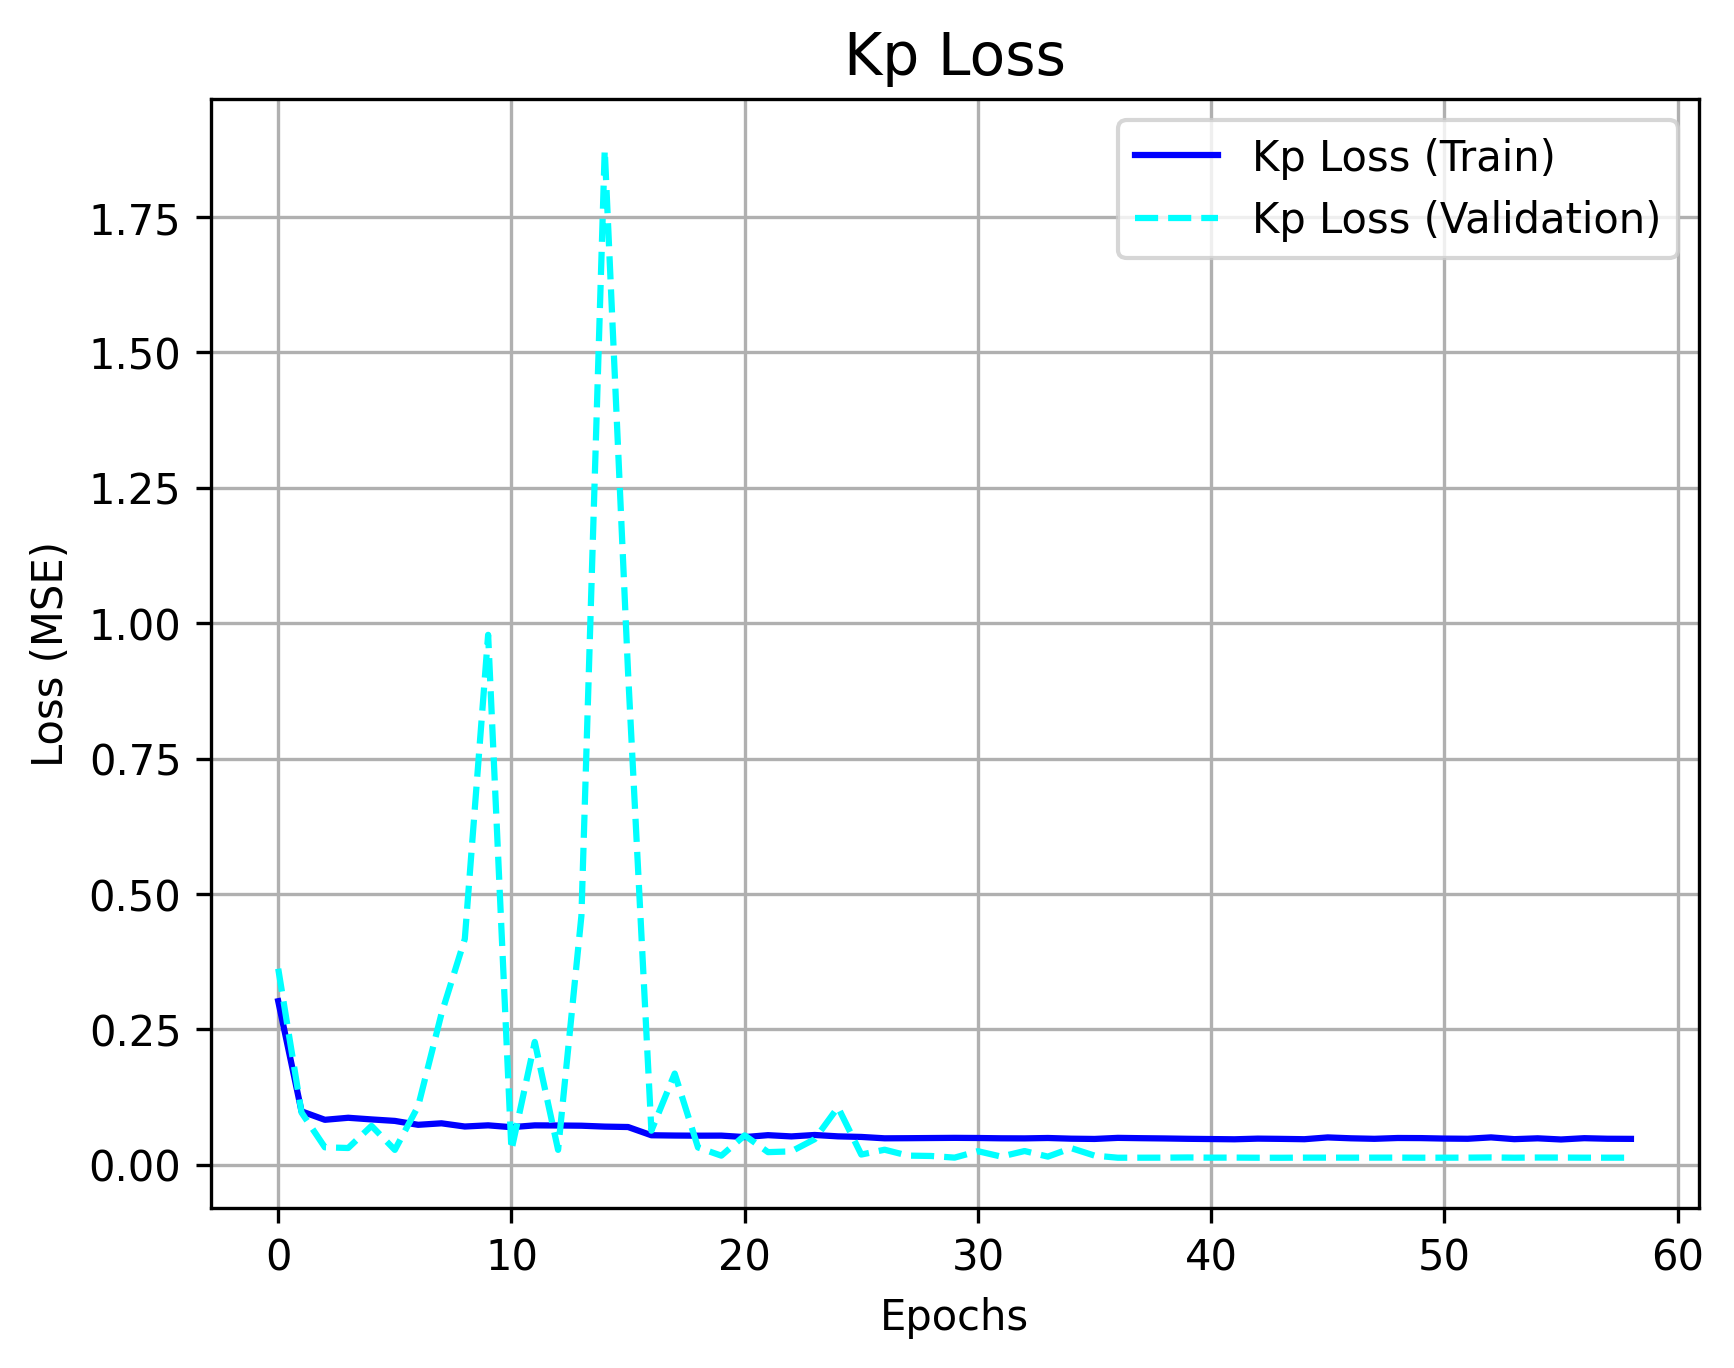 Kp Loss
Kp Loss (Train)
Kp Loss (Validation)
1.75
1.50
1.25
1.00
0.75
0.50
0.25
0.00
Loss (MSE)
0 10 20 30 40 50 60
Epochs